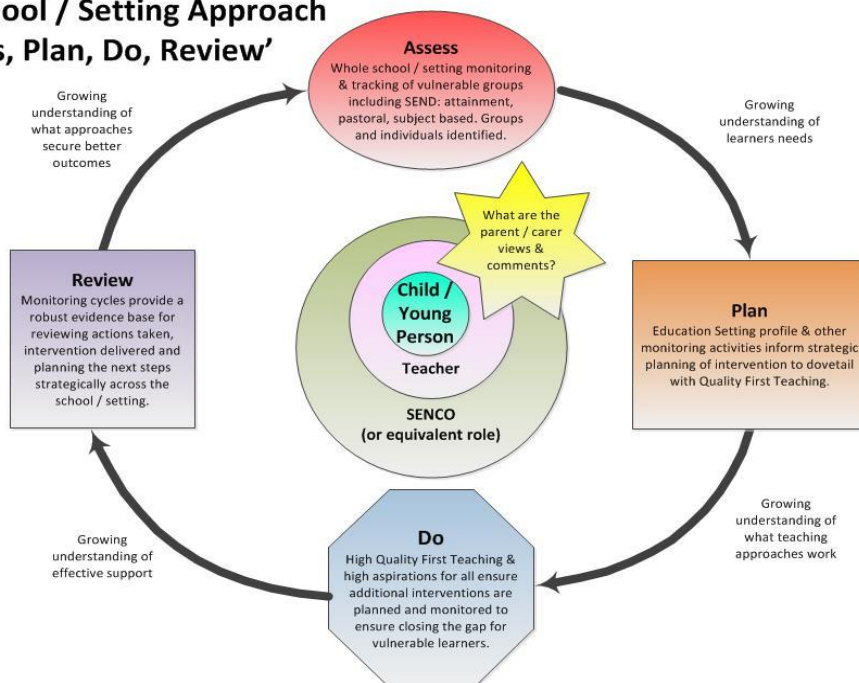 ool / Setting Approach
s, Plan, Do, Review’
Assess
Whole school / setting monitoring
& tracking of vulnerable groups
including SEND: attainment,
pastoral, subject based. Groups
and individuals identified.
Growing
understanding of
what approaches
secure better
outcomes
Growing
understanding of
learners needs
What are the
parent / carer
views &
comments?
Review
Monitoring cycles provide a
robust evidence base for
reviewing actions taken,
intervention delivered and
planning the next steps
strategically across the
school / setting.
Child /
Young
Person
Teacher
SENCO
(or equivalent role)
Plan
Education Setting profile & other
monitoring activities inform strategic
planning of intervention to dovetail
with Quality First Teaching.
Growing
understanding of
what teaching
approaches work
Do
High Quality First Teaching &
high aspirations for all ensure
additional interventions are
planned and monitored to
ensure closing the gap for
vulnerable learners.
Growing
understanding of
effective support